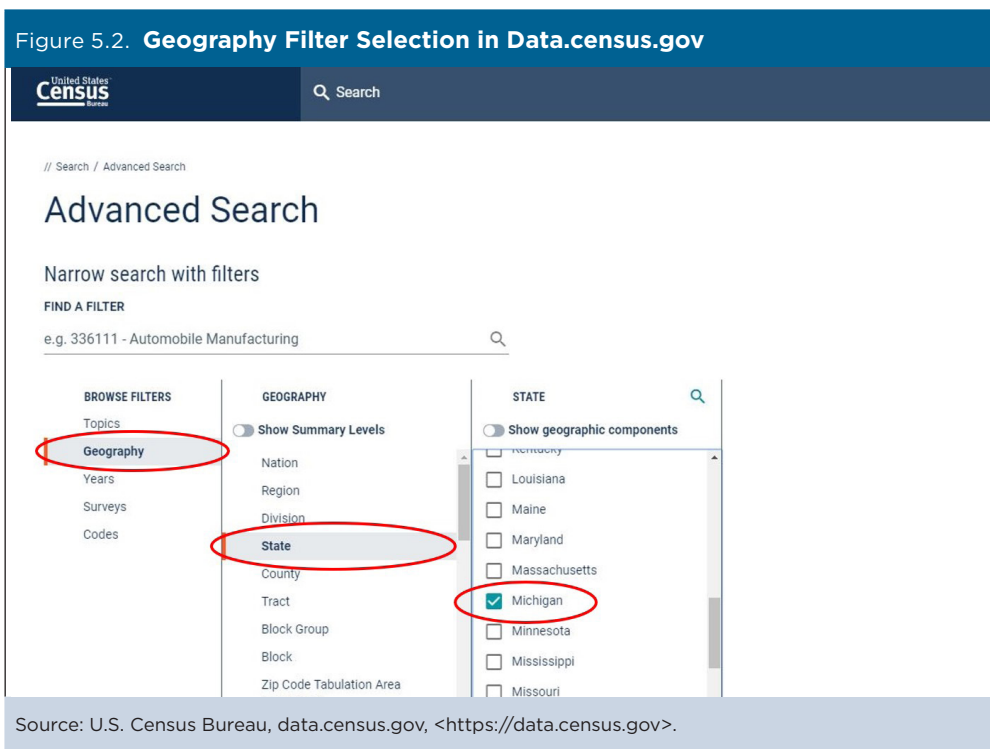 Figure 5.2. Geography Filter Selection in Data.census.gov
United States
Census
Bureau
Search
// Search / Advanced Search
Advanced Search
Narrow search with filters
FIND A FILTER
e.g. 336111 - Automobile Manufacturing
BROWSE FILTERS
Topics
Geography
Years
Surveys
Codes
GEOGRAPHY
Show Summary Levels
Nation
Region
Division
State
County
Tract
Block Group
Block
Zip Code Tabulation Area
STATE
Show geographic components
Kentucky
Louisiana
Maine
Maryland
Massachusetts
Michigan
Minnesota
Mississippi
Missouri
Source: U.S. Census Bureau, data.census.gov, <https://data.census.gov>.